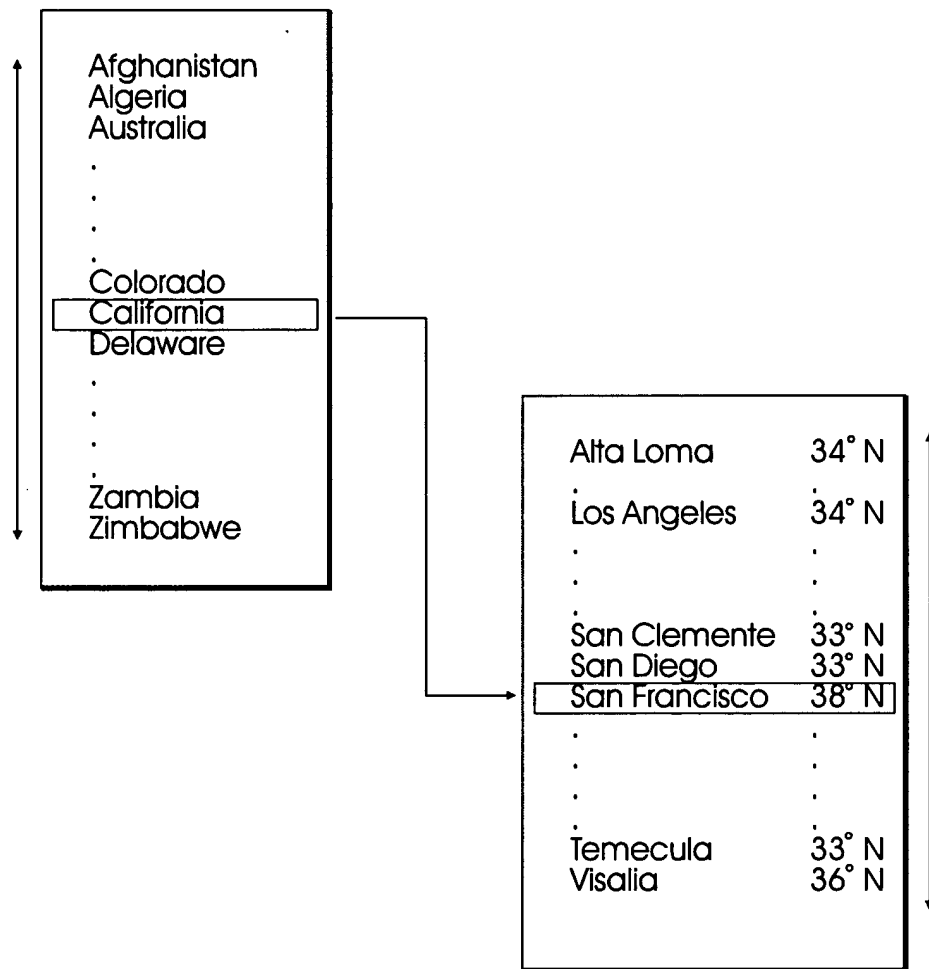 Afghanistan
Algeria
Australia
.
.
.
.
Colorado
California
Delaware
.
.
.
.
Zambia
Zimbabwe
Alta Loma 34° N
. .
Los Angeles 34° N
. .
. .
. .
San Clemente 33° N
San Diego 33° N
San Francisco 38° N
. .
. .
. .
. .
Temecula 33° N
Visalia 36° N